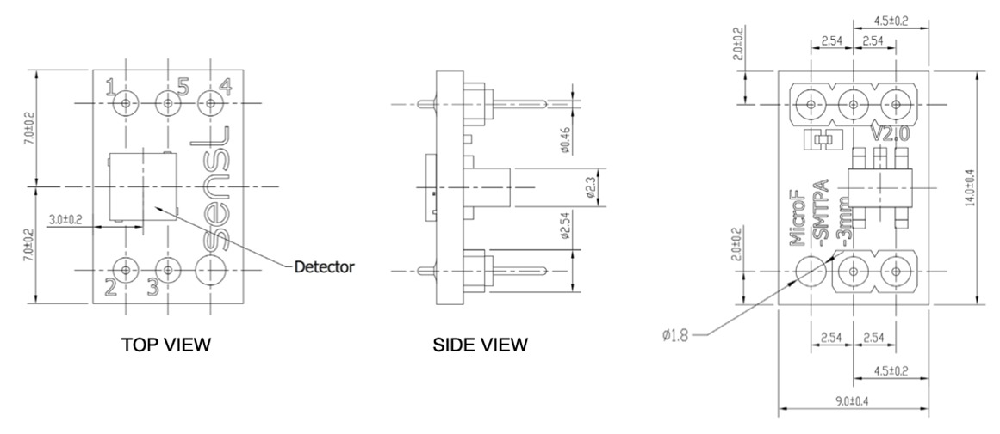 1 5 4
7.0±0.2
sensL
3.0±0.2
7.0±0.2
2 3
Detector
TOP VIEW
Ø0.46
Ø2.3
Ø2.54
SIDE VIEW
4.5±0.2
2.54 2.54
2.0±0.2
V2.0
14.0±0.4
MicroF
-SMTPA
-3mm
2.0±0.2
Ø1.8
2.54 2.54
4.5±0.2
9.0±0.4